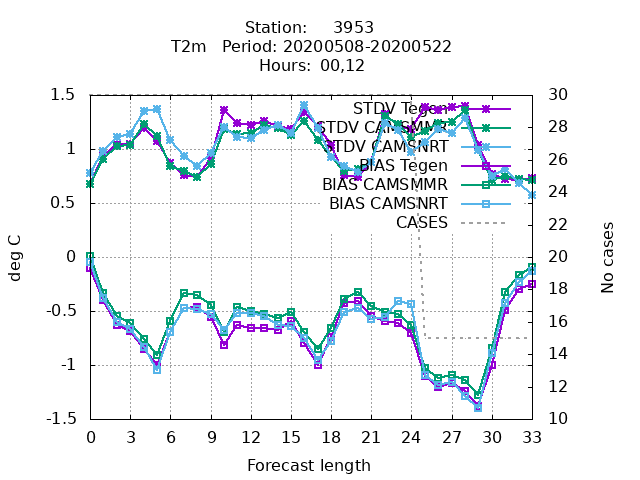 Station: 3953
T2m Period: 20200508-20200522
Hours: 00,12
1.5
1
0.5
0
-0.5
-1
-1.5
30
28
26
24
22
20
18
16
14
12
10
0 3 6 9 12 15 18 21 24 27 30 33
deg C
No cases
Forecast length
STDV Tegen
STDV CAMSMMR
STDV CAMSNRT
BIAS Tegen
BIAS CAMSMMR
BIAS CAMSNRT
CASES